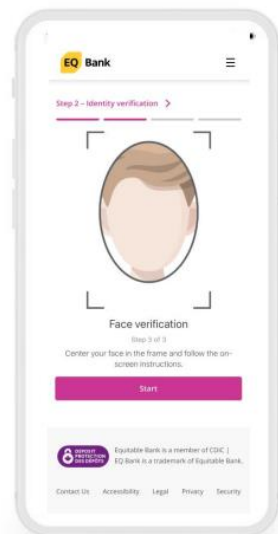 EQ Bank
Step 2 – Identity verification >
Face verification
Step 3 of 3
Center your face in the frame and follow the on-
screen instructions.
Start
DEPOSIT
PROTECTION
DES DÉPÔTS
Equitable Bank is a member of CDIC |
EQ Bank is a trademark of Equitable Bank.
Contact Us Accessibility Legal Privacy Security